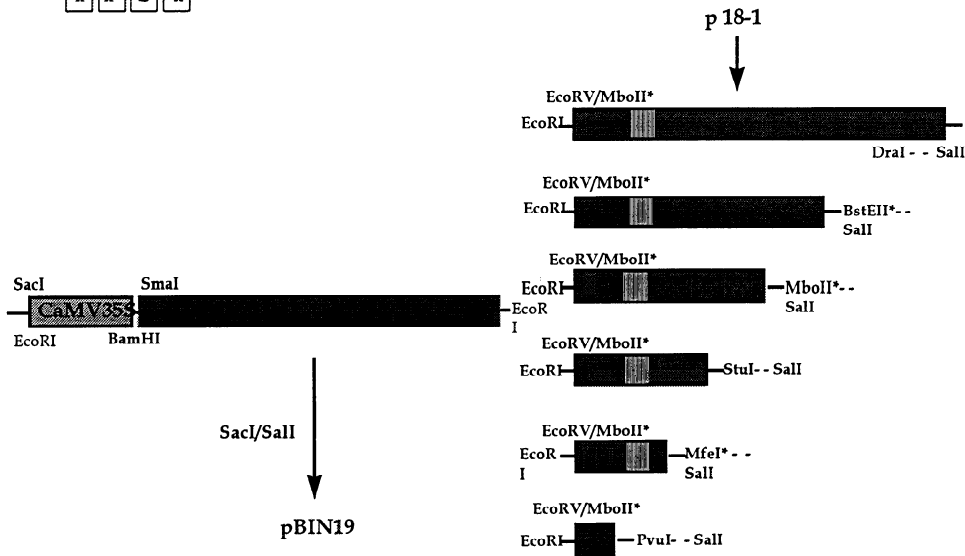 p 18-1
EcoRV/MboII*
EcoRI
DraI - - SalI
EcoRV/MboII*
EcoRI
BstEII*- -
SalI
EcoRV/MboII*
EcoRI
MboII*- -
SalI
SacI
SmaI
CaMV35S
EcoR
I
EcoRI
BamHI
EcoRV/MboII*
EcoRI
StuI- - SalI
SacI/SalI
EcoRV/MboII*
EcoR
I
MfeI* - -
SalI
pBIN19
EcoRV/MboII*
EcoRI
PvuI- - SalI